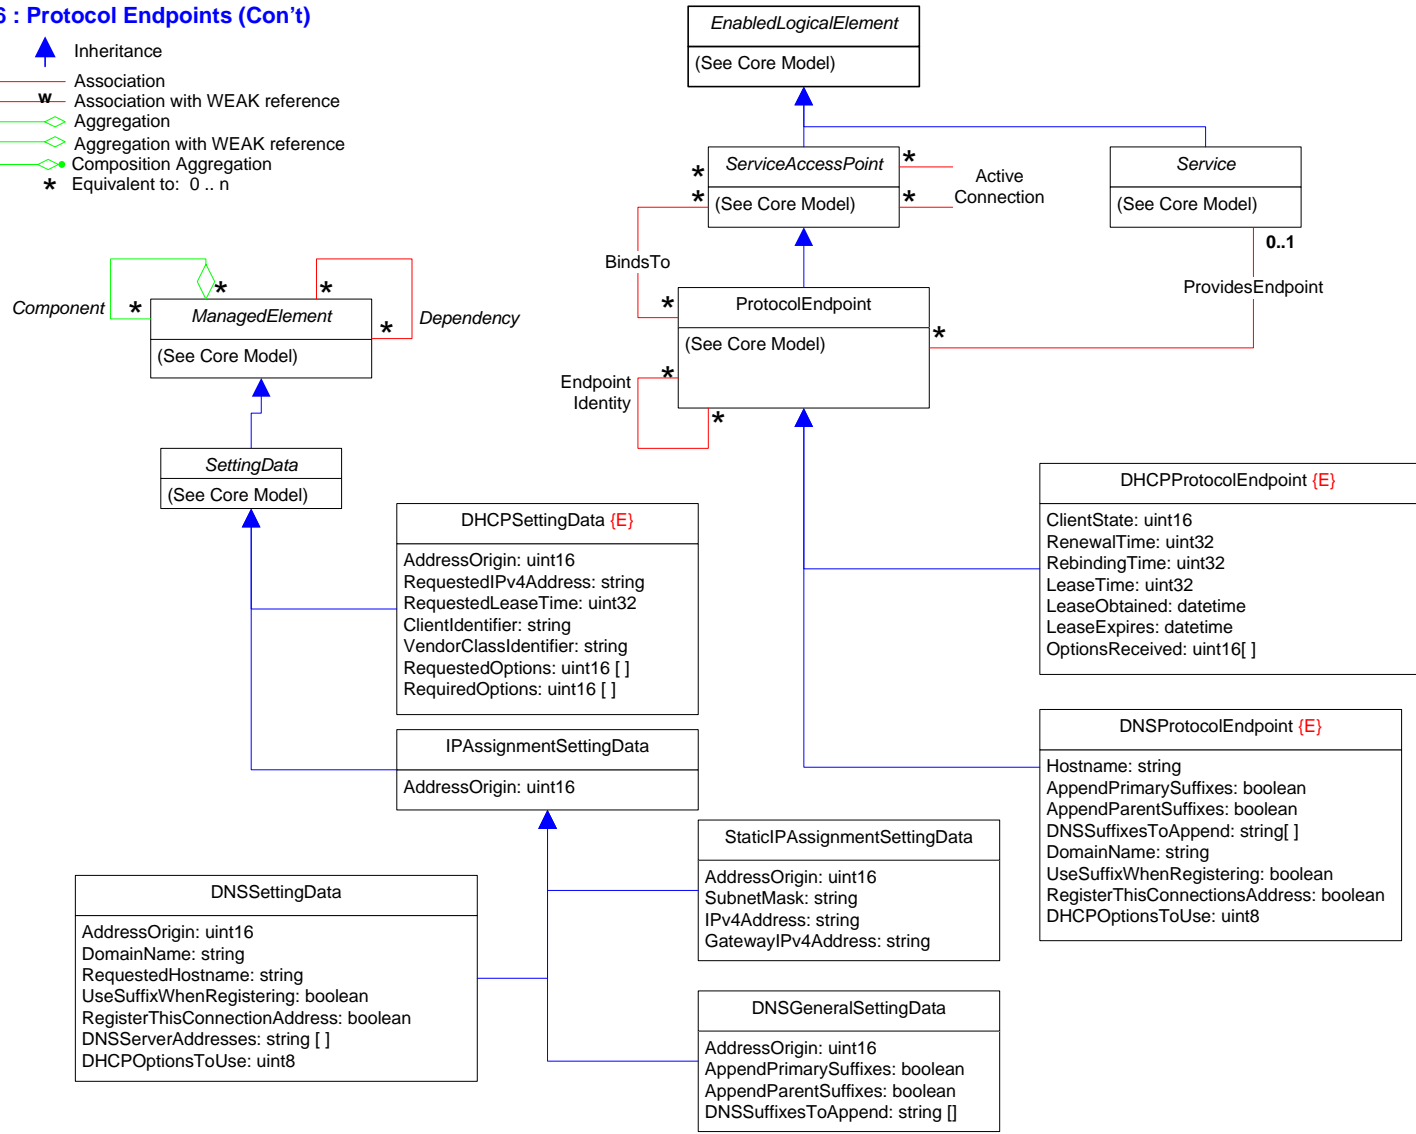 6 : Protocol Endpoints (Con't)
Inheritance
Association
w Association with WEAK reference
Aggregation
Aggregation with WEAK reference
Composition Aggregation
* Equivalent to: 0 .. n
EnabledLogicalElement
(See Core Model)
* ServiceAccessPoint *
* (See Core Model) *
Active
Connection
Service
(See Core Model)
0..1
BindsTo
ProvidesEndpoint
* ProtocolEndpoint
(See Core Model)
*
*
Endpoint
Identity
*
Component
*
*
ManagedElement
(See Core Model)
*
*
Dependency
SettingData
(See Core Model)
DHCPSettingData {E}
AddressOrigin: uint16
RequestedIPv4Address: string
RequestedLeaseTime: uint32
ClientIdentifier: string
VendorClassIdentifier: string
RequestedOptions: uint16 [ ]
RequiredOptions: uint16 [ ]
DHCPProtocolEndpoint {E}
ClientState: uint16
RenewalTime: uint32
RebindingTime: uint32
LeaseTime: uint32
LeaseObtained: datetime
LeaseExpires: datetime
OptionsReceived: uint16[ ]
IPAssignmentSettingData
AddressOrigin: uint16
DNSProtocolEndpoint {E}
Hostname: string
AppendPrimarySuffixes: boolean
AppendParentSuffixes: boolean
DNSSuffixesToAppend: string[ ]
DomainName: string
UseSuffixWhenRegistering: boolean
RegisterThisConnectionsAddress: boolean
DHCPOptionsToUse: uint8
StaticIPAssignmentSettingData
AddressOrigin: uint16
SubnetMask: string
IPv4Address: string
GatewayIPv4Address: string
DNSSettingData
AddressOrigin: uint16
DomainName: string
RequestedHostname: string
UseSuffixWhenRegistering: boolean
RegisterThisConnectionAddress: boolean
DNSServerAddresses: string [ ]
DHCPOptionsToUse: uint8
DNSGeneralSettingData
AddressOrigin: uint16
AppendPrimarySuffixes: boolean
AppendParentSuffixes: boolean
DNSSuffixesToAppend: string []